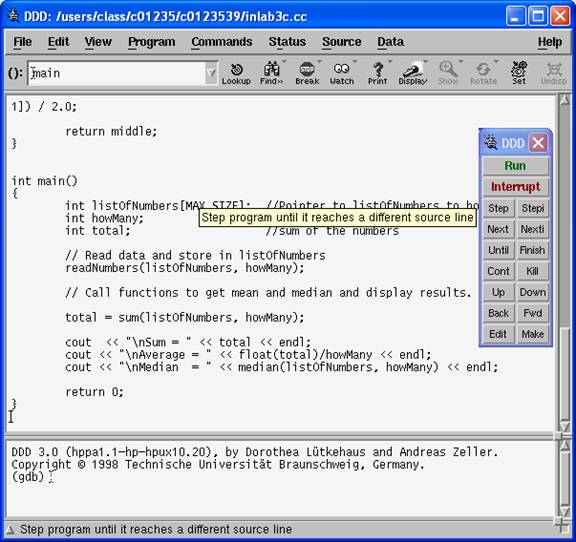 DDD: /users/class/c01235/c0123539/inlab3c.cc
File Edit View Program Commands Status Source Data Help
(): main
Lookup Find>> Break Watch Print Display Show Rotate Set Undisp
1]) / 2.0;
return middle;
}
int main()
{
int listOfNumbers[MAX_SIZE]; //Pointer to listOfNumbers to
int howMany;
Step program until it reaches a different source line
int total; //sum of the numbers
// Read data and store in listOfNumbers
readNumbers(listOfNumbers, howMany);
// Call functions to get mean and median and display results.
total = sum(listOfNumbers, howMany);
cout << "\nSum = " << total << endl;
cout << "\nAverage = " << float(total)/howMany << endl;
cout << "\nMedian = " << median(listOfNumbers, howMany) << endl;
return 0;
}
DDD
Run
Interrupt
Step Stepi
Next Nexti
Until Finish
Cont Kill
Up Down
Back Fwd
Edit Make
DDD 3.0 (hppa1.1-hp-hpux10.20), by Dorothea Lütkehaus and Andreas Zeller.
Copyright © 1998 Technische Universität Braunschweig, Germany.
(gdb)
Step program until it reaches a different source line